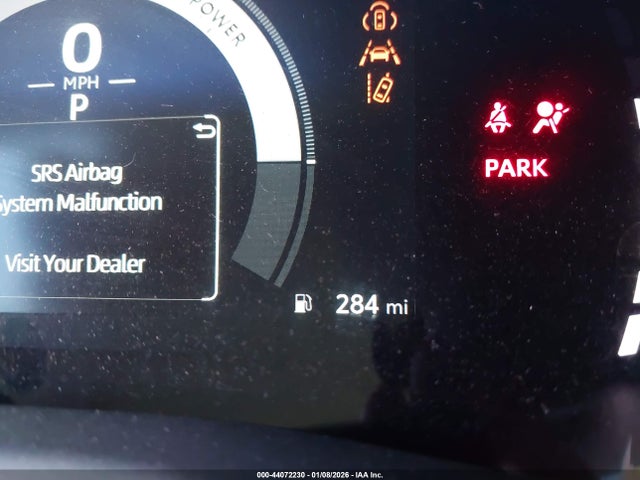 POWER
0
MPH
P
SRS Airbag
System Malfunction
Visit Your Dealer
PARK
284 mi
000-44072230 - 01/08/2026 - IAA Inc.